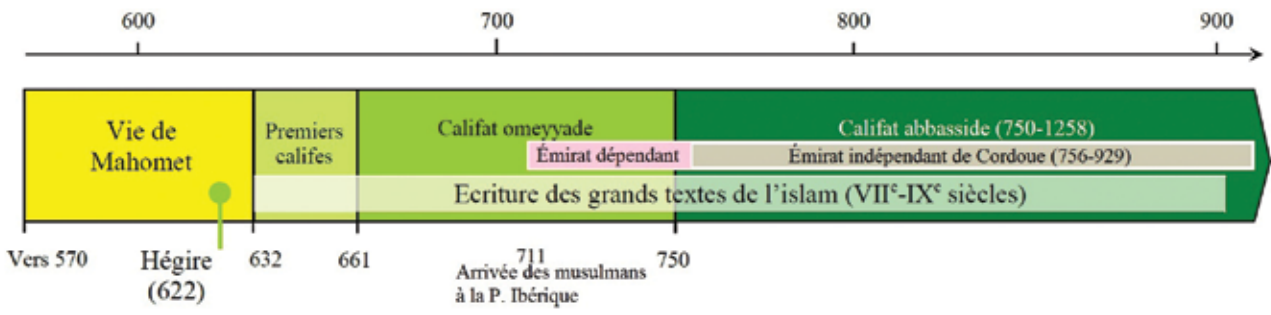 600 700 800 900
Vie de
Mahomet
Premiers
califes
Califat omeyyade
Califat abbasside (750-1258)
Émirat dépendant
Émirat indépendant de Cordoue (756-929)
Ecriture des grands textes de l'islam (VIIᵉ-IXᵉ siècles)
Vers 570
Hégire
(622)
632
661
711
Arrivée des musulmans
à la P. Ibérique
750